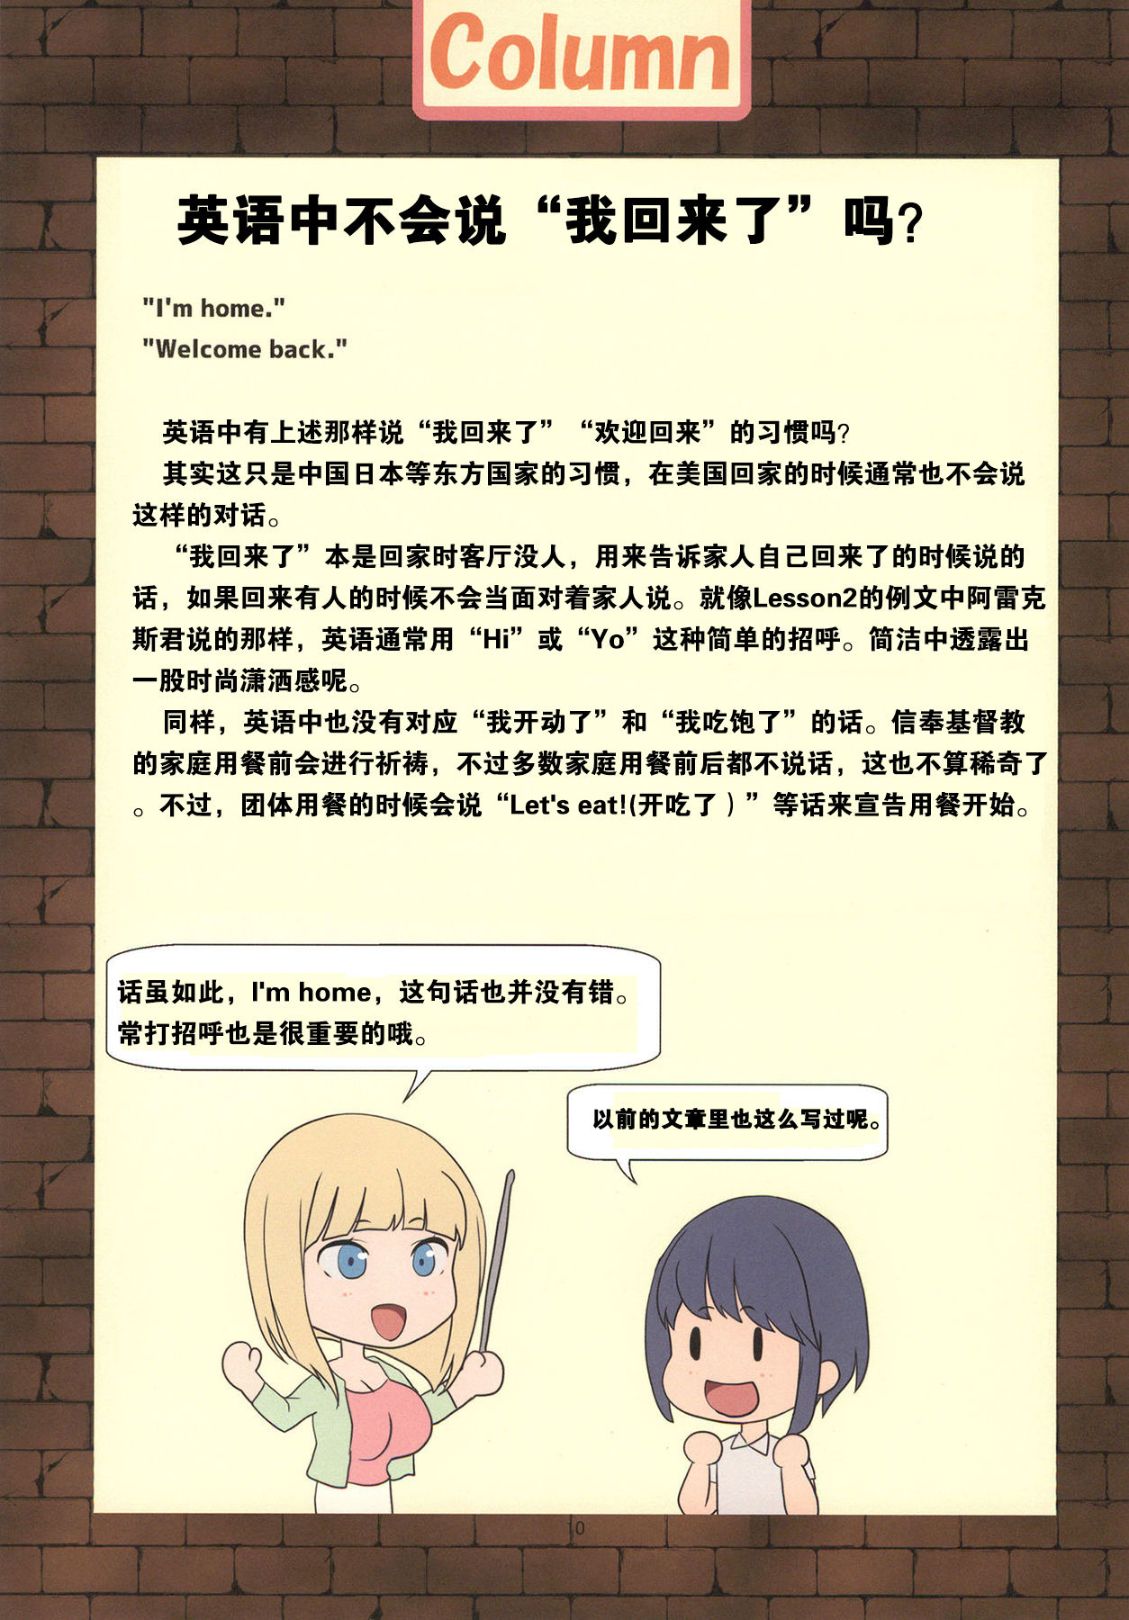 Column
英语中不会说“我回来了”吗?
"I'm home."
"Welcome back."
英语中有上述那样说“我回来了”“欢迎回来”的习惯吗?
其实这只是中国日本等东方国家的习惯，在美国回家的时候通常也不会说
这样的对话。
“我回来了”本是回家时客厅没人，用来告诉家人自己回来了的时候说的
话，如果回来有人的时候不会当面对着家人说。就像Lesson2的例文中阿雷克
斯君说的那样，英语通常用“Hi”或“Yo”这种简单的招呼。简洁中透露出
一股时尚潇洒感呢。
同样，英语中也没有对应“我开动了”和“我吃饱了”的话。信奉基督教
的家庭用餐前会进行祈祷，不过多数家庭用餐前后都不说话，这也不算稀奇了
。不过，团体用餐的时候会说“Let's eat!(开吃了）”等话来宣告用餐开始。
话虽如此，I'm home，这句话也并没有错。
常打招呼也是很重要的哦。
以前的文章里也这么写过呢。
10